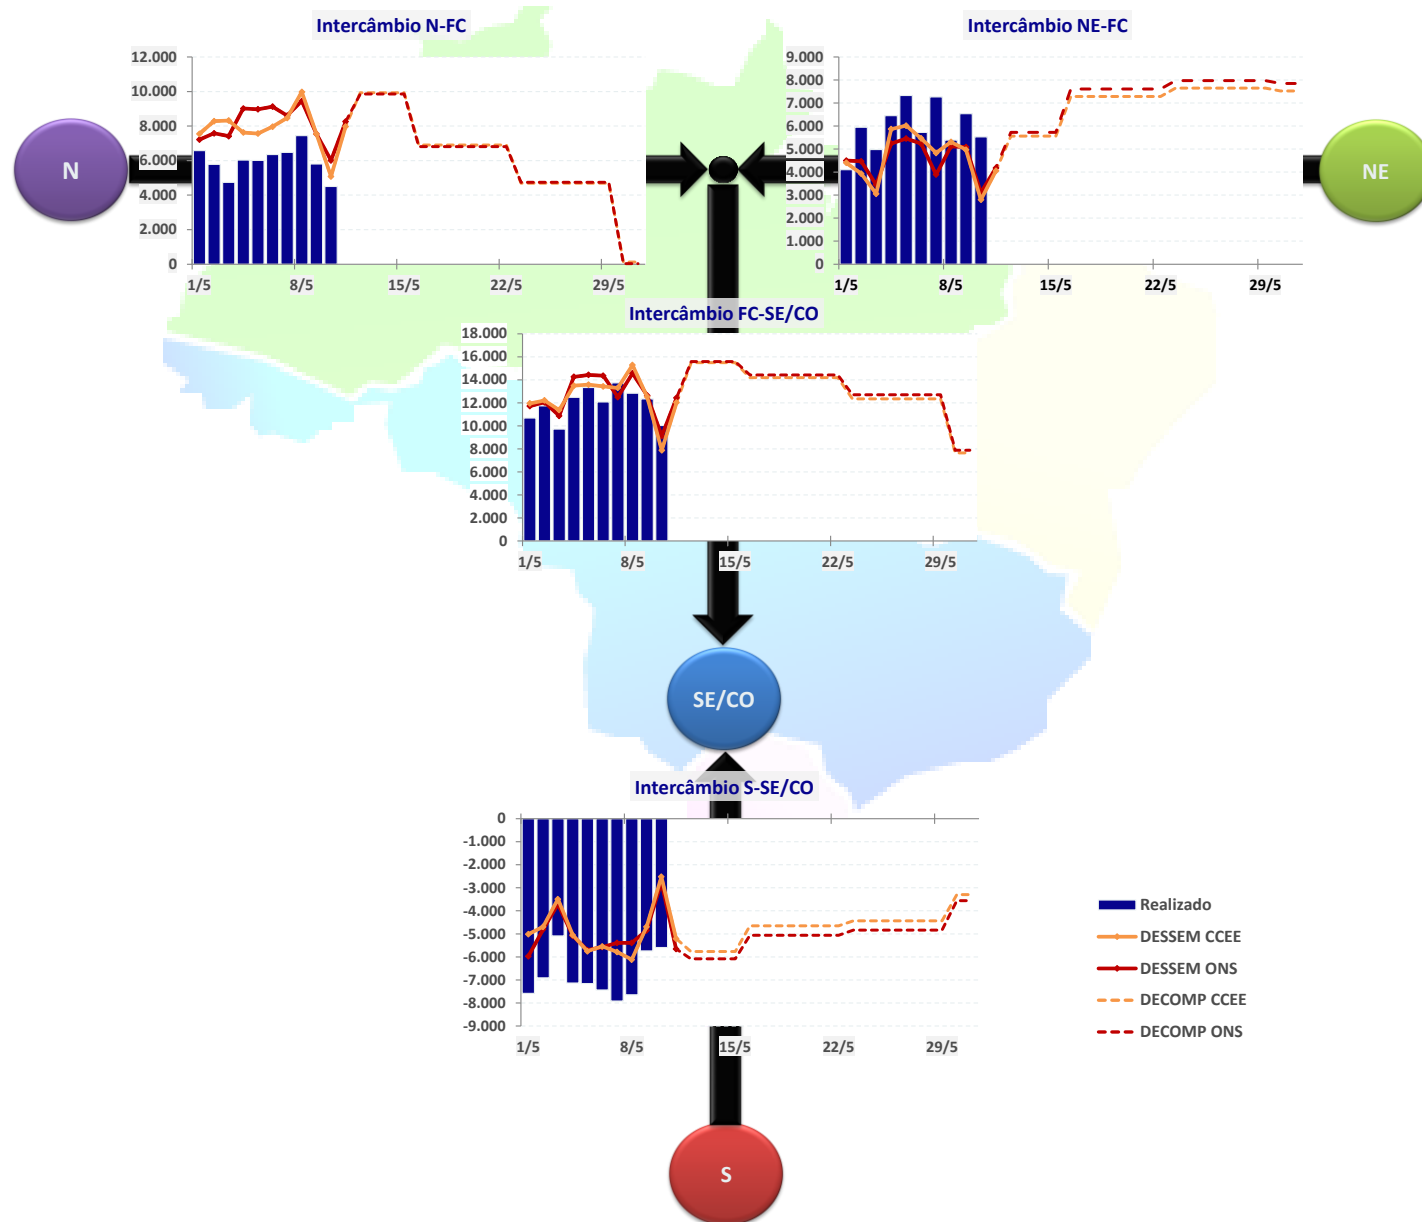 Intercâmbio N-FC
12.000
10.000
8.000
6.000
4.000
2.000
0
1/5 8/5 15/5 22/5 29/5
Intercâmbio NE-FC
9.000
8.000
7.000
6.000
5.000
4.000
3.000
2.000
1.000
0
1/5 8/5 15/5 22/5 29/5
N
NE
Intercâmbio FC-SE/CO
18.000
16.000
14.000
12.000
10.000
8.000
6.000
4.000
2.000
0
1/5 8/5 15/5 22/5 29/5
SE/CO
Intercâmbio S-SE/CO
0
-1.000
-2.000
-3.000
-4.000
-5.000
-6.000
-7.000
-8.000
-9.000
1/5 8/5 15/5 22/5 29/5
Realizado
DESSEM CCEE
DESSEM ONS
DECOMP CCEE
DECOMP ONS
S